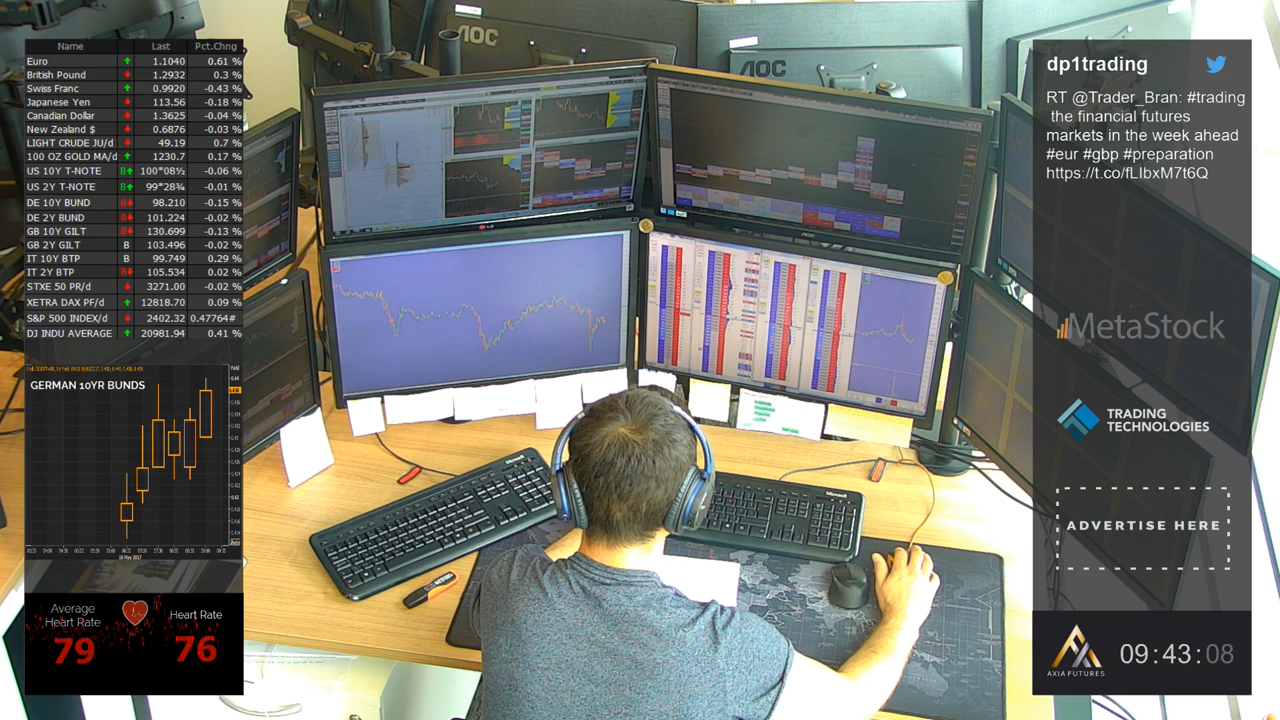 Name Last Pct.Chng
Euro 1.1040 0.61 %
British Pound 1.2932 0.3 %
Swiss Franc 0.9920 -0.43 %
Japanese Yen 113.56 -0.18 %
Canadian Dollar 1.3625 -0.04 %
New Zealand $ 0.6876 -0.03 %
LIGHT CRUDE JU/d 49.19 0.7 %
100 OZ GOLD MA/d 1230.7 0.17 %
US 10Y T-NOTE B 100*08½ -0.06 %
US 2Y T-NOTE B 99*28¾ -0.01 %
DE 10Y BUND B 98.210 -0.15 %
DE 2Y BUND B 101.224 -0.02 %
GB 10Y GILT B 130.699 -0.13 %
GB 2Y GILT B 103.496 -0.02 %
IT 10Y BTP B 99.749 0.29 %
IT 2Y BTP B 105.534 0.02 %
STXE50 PR/d 3271.00 -0.02 %
XETRA DAX PF/d 12818.70 0.09 %
S&P 500 INDEX/d 2402.32 0.47764#
DJ INDU AVERAGE 20981.94 0.41 %
GERMAN 10YR BUNDS
16 May 2017
Average
Heart Rate
79
Heart Rate
76
AOC
AOC
dp1trading
RT @Trader_Bran: #trading
the financial futures
markets in the week ahead
#eur #gbp #preparation
https://t.co/fLIbxM7t6Q
MetaStock
TRADING
TECHNOLOGIES
ADVERTISE HERE
AXIA FUTURES
09:43:08